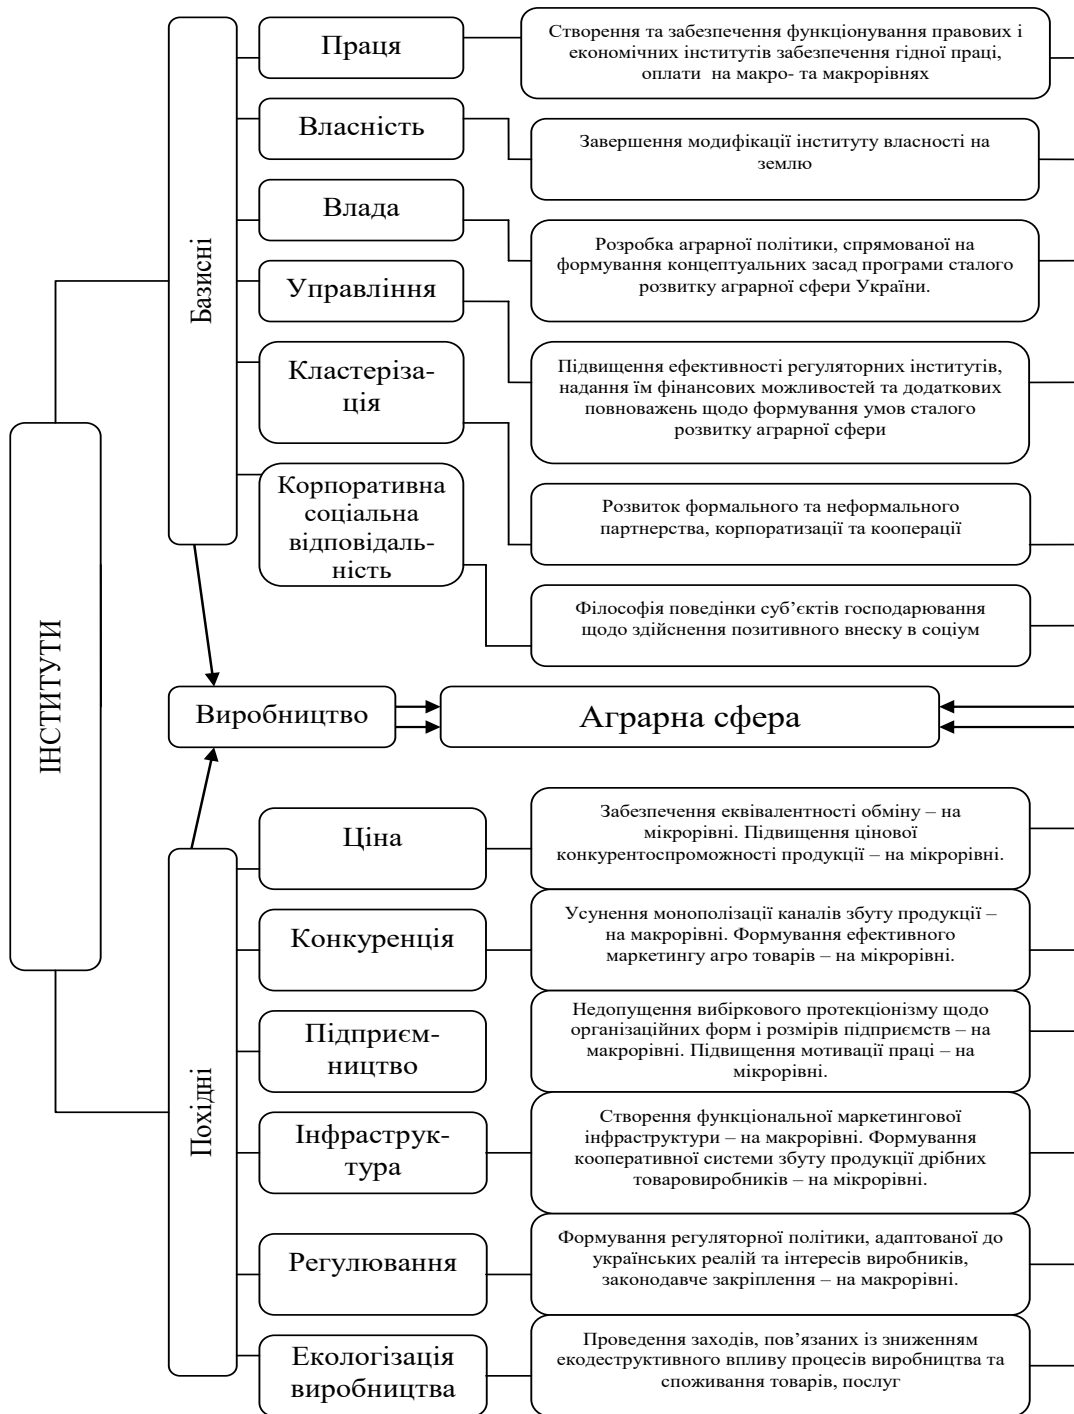 ІНСТИТУТИ
Базисні
Праця
Створення та забезпечення функціонування правових і
економічних інститутів забезпечення гідної праці,
оплати на макро- та макрорівнях
Власність
Завершення модифікації інституту власності на
землю
Влада
Розробка аграрної політики, спрямованої на
формування концептуальних засад програми сталого
розвитку аграрної сфери України.
Управління
Підвищення ефективності регуляторних інститутів,
надання їм фінансових можливостей та додаткових
повноважень щодо формування умов сталого
розвитку аграрної сфери
Кластеріза-
ція
Розвиток формального та неформального
партнерства, корпоратизації та кооперації
Корпоративна
соціальна
відповідаль-
ність
Філософія поведінки суб’єктів господарювання
щодо здійснення позитивного внеску в соціум
Виробництво
Аграрна сфера
Похідні
Ціна
Забезпечення еквівалентності обміну – на
мікрорівні. Підвищення цінової
конкурентоспроможності продукції – на мікрорівні.
Конкуренція
Усунення монополізації каналів збуту продукції –
на макрорівні. Формування ефективного
маркетингу агро товарів – на мікрорівні.
Підприєм-
ництво
Недопущення вибіркового протекціонізму щодо
організаційних форм і розмірів підприємств – на
макрорівні. Підвищення мотивації праці – на
мікрорівні.
Інфраструк-
тура
Створення функціональної маркетингової
інфраструктури – на макрорівні. Формування
кооперативної системи збуту продукції дрібних
товаровиробників – на мікрорівні.
Регулювання
Формування регуляторної політики, адаптованої до
українських реалій та інтересів виробників,
законодавче закріплення – на макрорівні.
Екологізація
виробництва
Проведення заходів, пов’язаних із зниженням
екодеструктивного впливу процесів виробництва та
споживання товарів, послуг